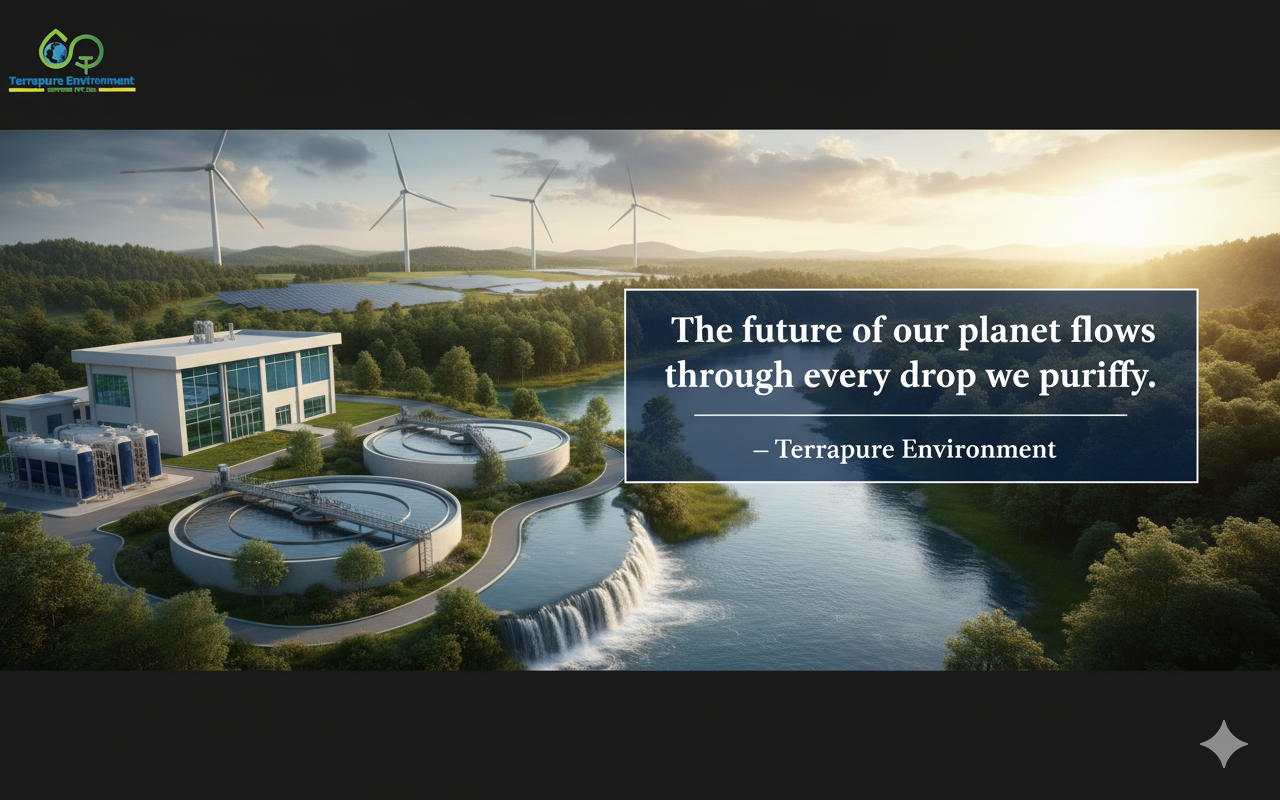 Terrapure Environment
The future of our planet flows
through every drop we puriffy.
– Terrapure Environment